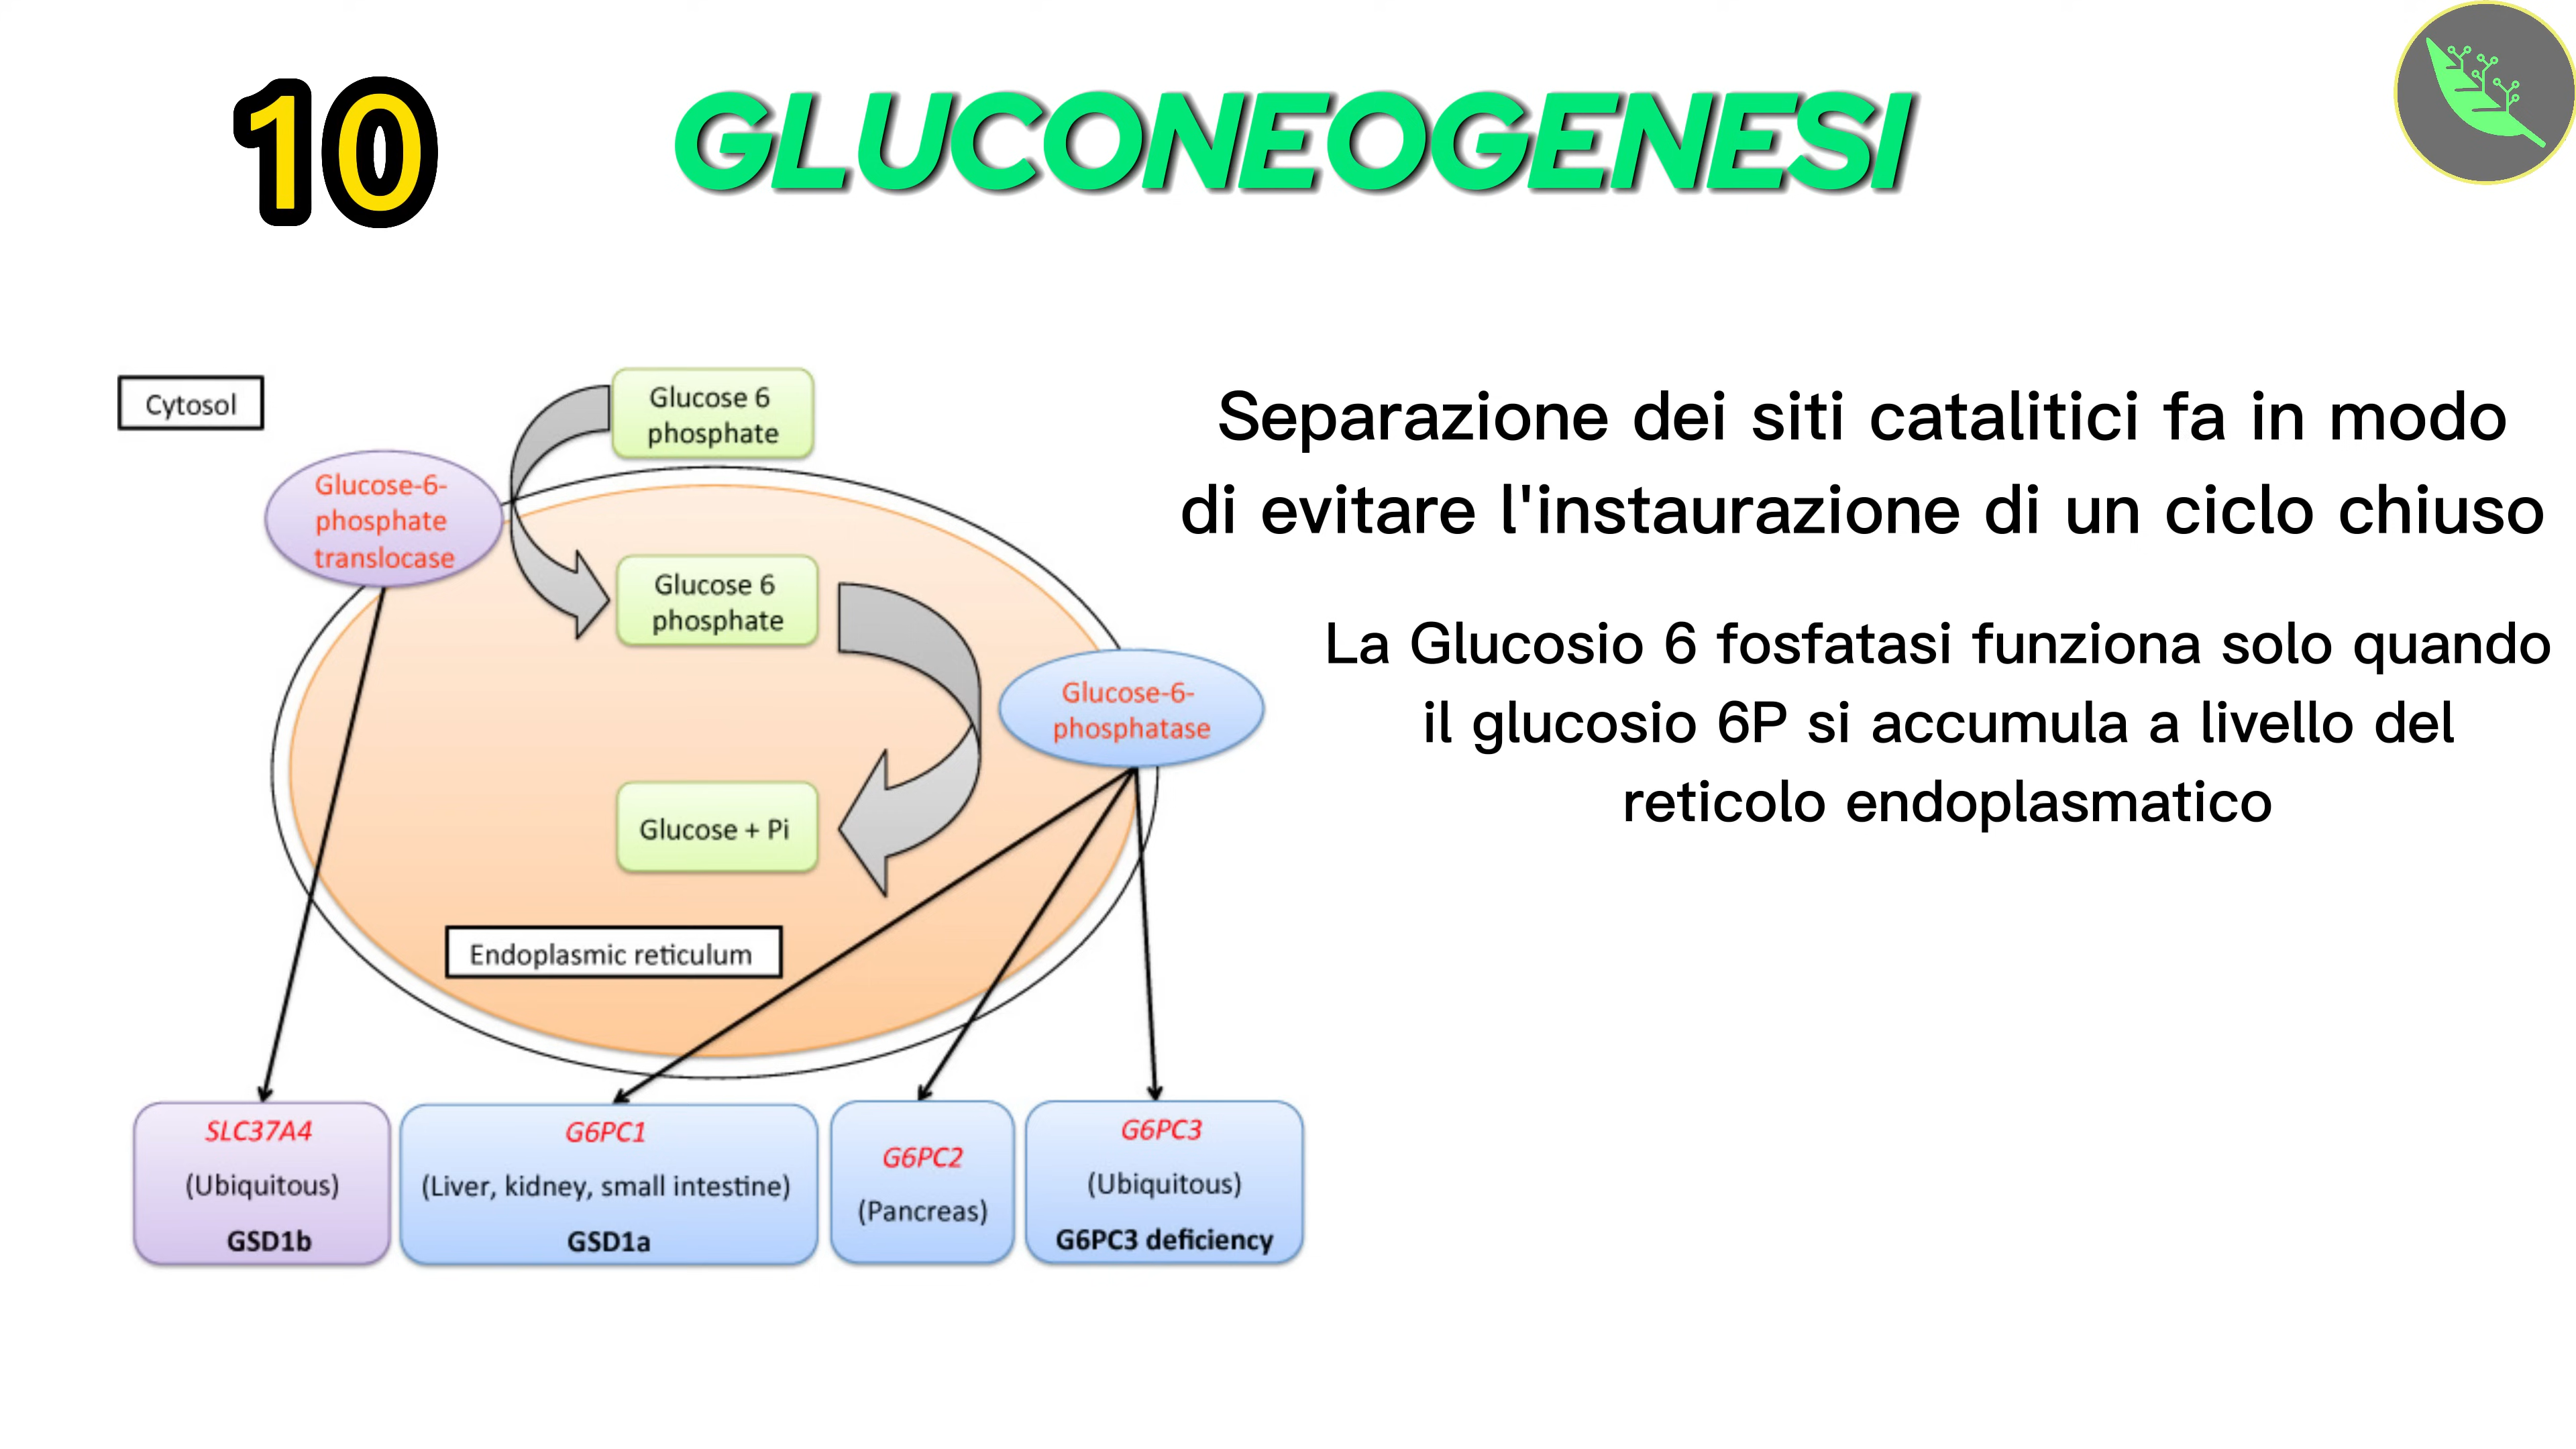 10
GLUCONEOGENESI
Cytosol
Glucose 6
phosphate
Glucose-6-
phosphate
translocase
Glucose 6
phosphate
Glucose-6-
phosphatase
Glucose + Pi
Endoplasmic reticulum
SLC37A4
(Ubiquitous)
GSD1b
G6PC1
(Liver, kidney, small intestine)
GSD1a
G6PC2
(Pancreas)
G6PC3
(Ubiquitous)
G6PC3 deficiency
Separazione dei siti catalitici fa in modo
di evitare l'instaurazione di un ciclo chiuso
La Glucosio 6 fosfatasi funziona solo quando
il glucosio 6P si accumula a livello del
reticolo endoplasmatico